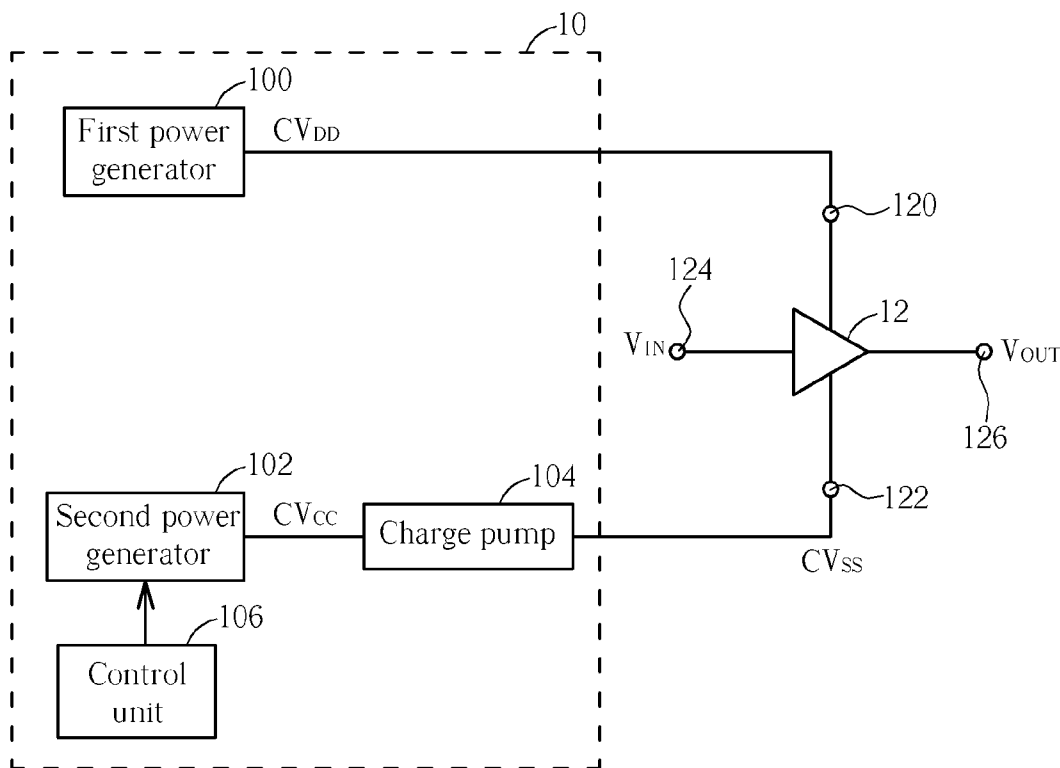 10
100
First power
generator
CVDD
120
124
12
VIN
VOUT
126
102
104
122
Second power
generator
CVCC
Charge pump
CVSS
106
Control
unit